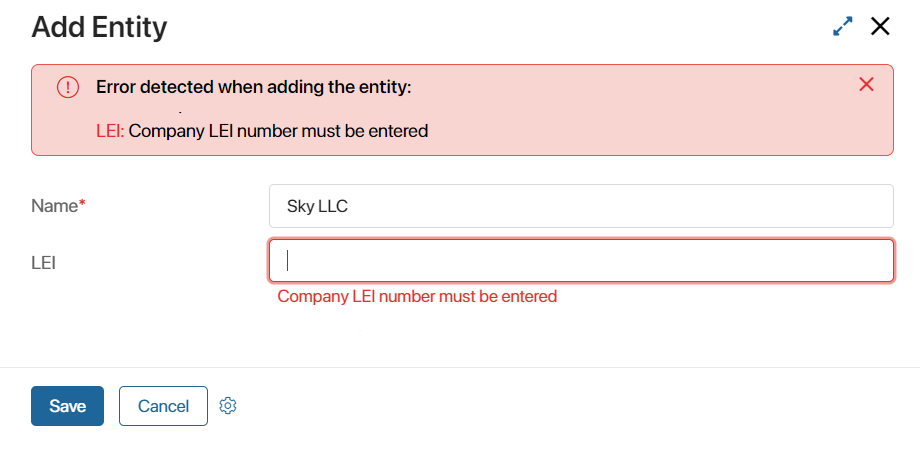 Add Entity
Error detected when adding the entity:
LEI: Company LEI number must be entered
Name*
Sky LLC
LEI
Company LEI number must be entered
Save
Cancel